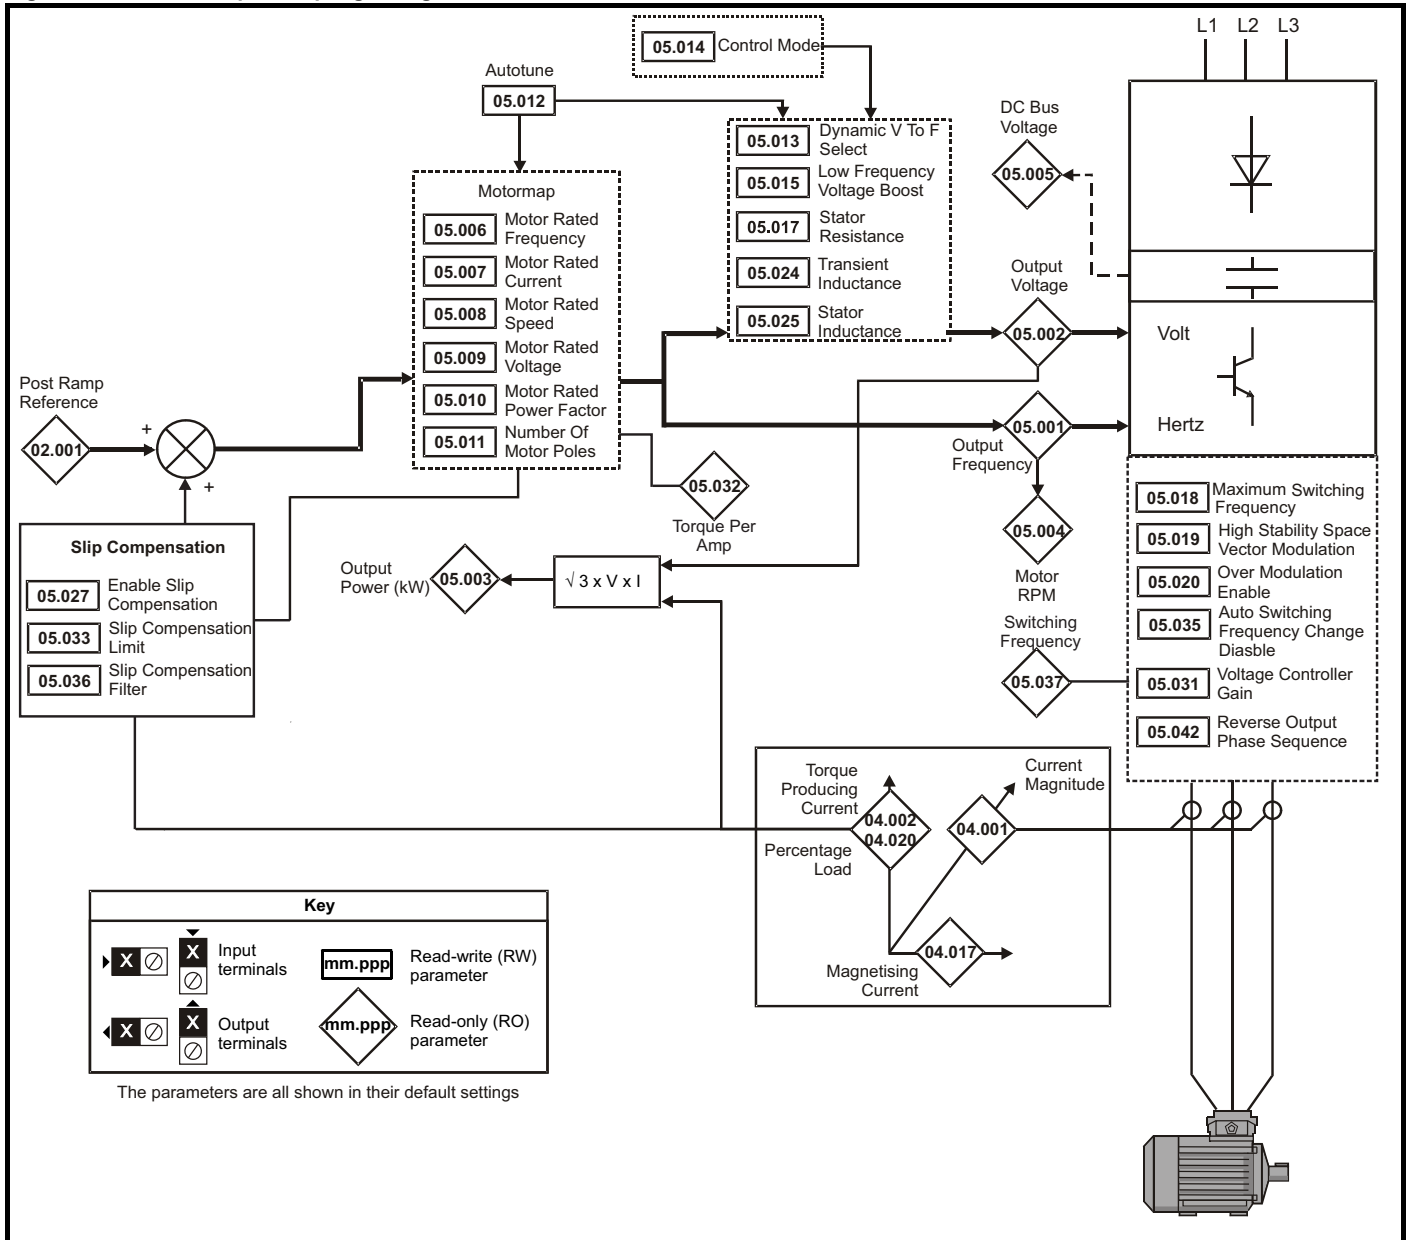 L1 L2 L3
05.014 Control Mode
Autotune
05.012
DC Bus
Voltage
05.005
05.013 Dynamic V To F
Select
05.015 Low Frequency
Voltage Boost
05.017 Stator
Resistance
05.024 Transient
Inductance
05.025 Stator
Inductance
Motormap
05.006 Motor Rated
Frequency
05.007 Motor Rated
Current
05.008 Motor Rated
Speed
05.009 Motor Rated
Voltage
05.010 Motor Rated
Power Factor
05.011 Number Of
Motor Poles
Output
Voltage
05.002
Volt
Hertz
Post Ramp
Reference
02.001
+
+
05.001
Output
Frequency
05.032
Torque Per
Amp
05.004
Motor
RPM
Slip Compensation
05.027 Enable Slip
Compensation
05.033 Slip Compensation
Limit
05.036 Slip Compensation
Filter
Output
Power (kW)
05.003
√ 3 x V x I
Switching
Frequency
05.037
05.018 Maximum Switching
Frequency
05.019 High Stability Space
Vector Modulation
05.020 Over Modulation
Enable
05.035 Auto Switching
Frequency Change
Diasble
05.031 Voltage Controller
Gain
05.042 Reverse Output
Phase Sequence
Torque
Producing
Current
04.002
04.020
Percentage
Load
Current
Magnitude
04.001
04.017
Magnetising
Current
Key
X X Input
terminals
mm.ppp Read-write (RW)
parameter
X X Output
terminals
mm.ppp Read-only (RO)
parameter
The parameters are all shown in their default settings